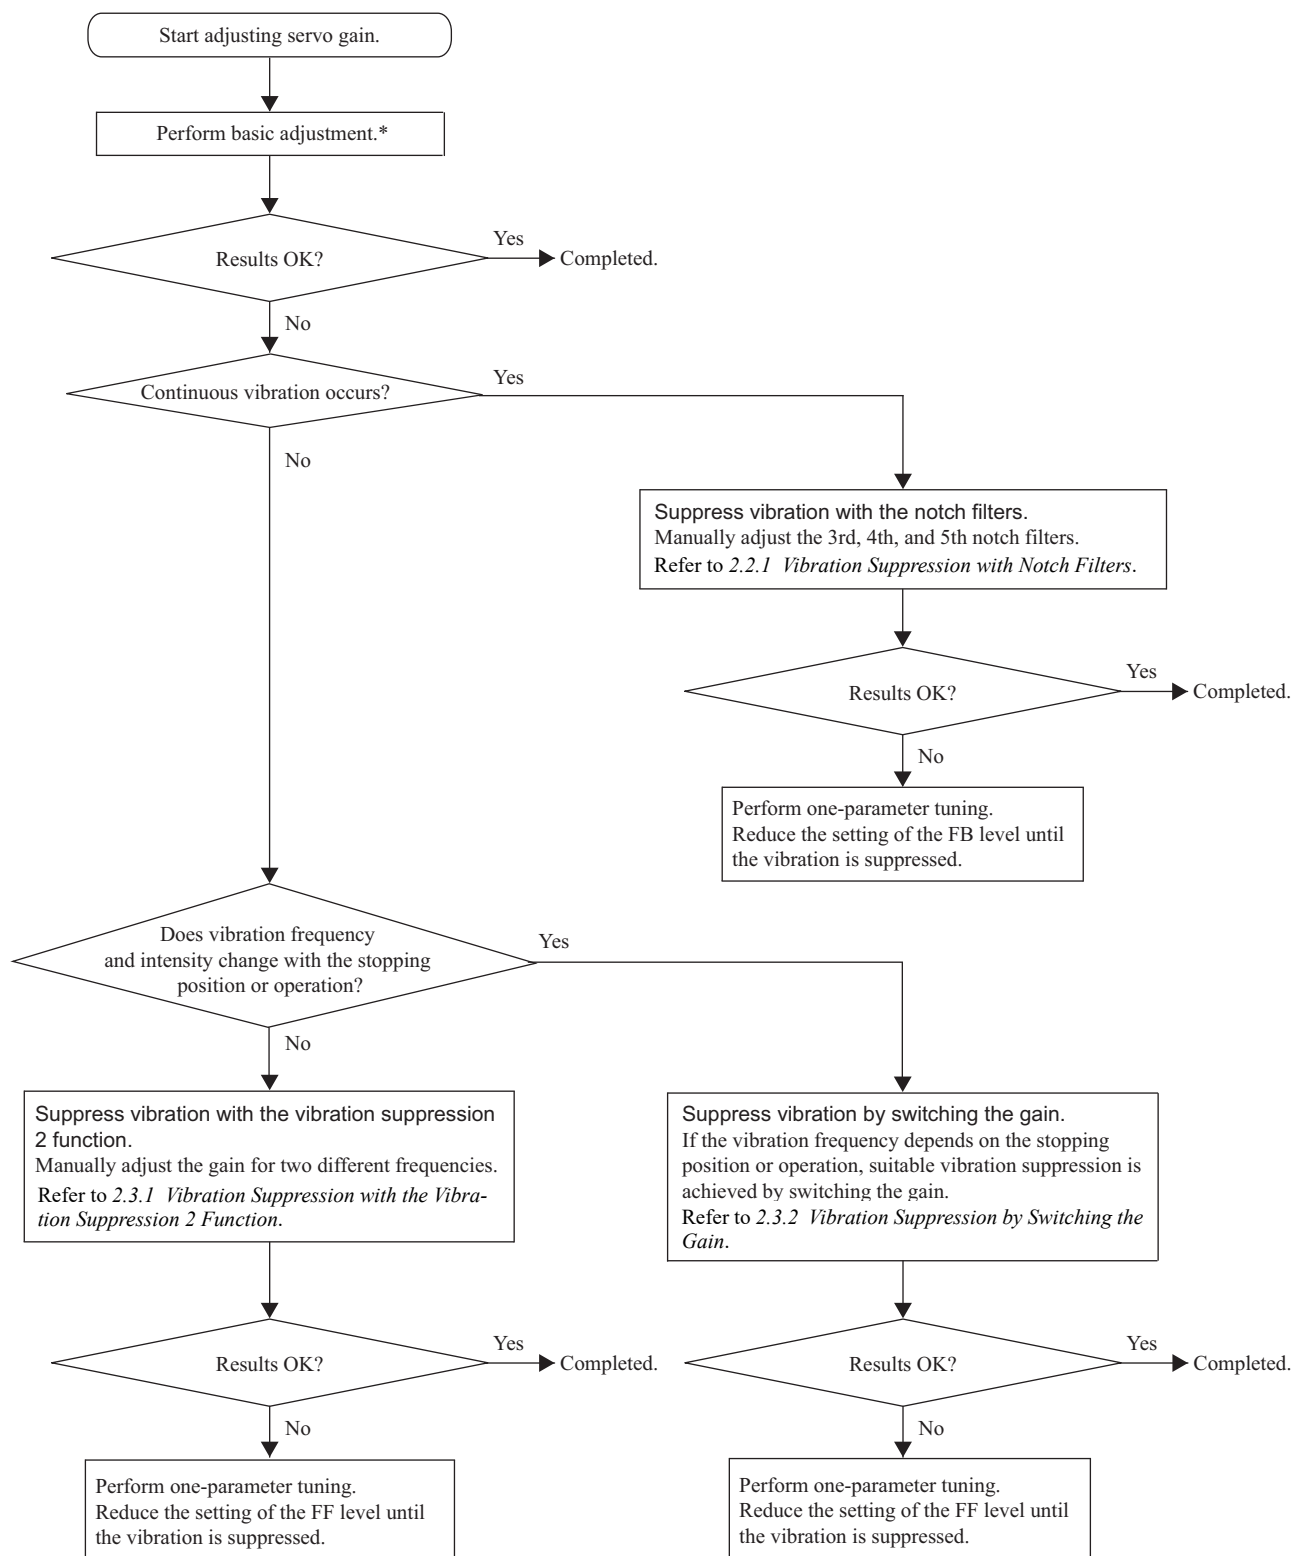 Start adjusting servo gain.
Perform basic adjustment.*
Results OK?
Yes
Completed.
No
Continuous vibration occurs?
Yes
No
Suppress vibration with the notch filters.
Manually adjust the 3rd, 4th, and 5th notch filters.
Refer to 2.2.1 Vibration Suppression with Notch Filters.
Results OK?
Yes
Completed.
No
Perform one-parameter tuning.
Reduce the setting of the FB level until
the vibration is suppressed.
Does vibration frequency
and intensity change with the stopping
position or operation?
Yes
No
Suppress vibration with the vibration suppression
2 function.
Manually adjust the gain for two different frequencies.
Refer to 2.3.1 Vibration Suppression with the Vibra-
tion Suppression 2 Function.
Suppress vibration by switching the gain.
If the vibration frequency depends on the stopping
position or operation, suitable vibration suppression is
achieved by switching the gain.
Refer to 2.3.2 Vibration Suppression by Switching the
Gain.
Results OK?
Yes
Completed.
No
Results OK?
Yes
Completed.
No
Perform one-parameter tuning.
Reduce the setting of the FF level until
the vibration is suppressed.
Perform one-parameter tuning.
Reduce the setting of the FF level until
the vibration is suppressed.